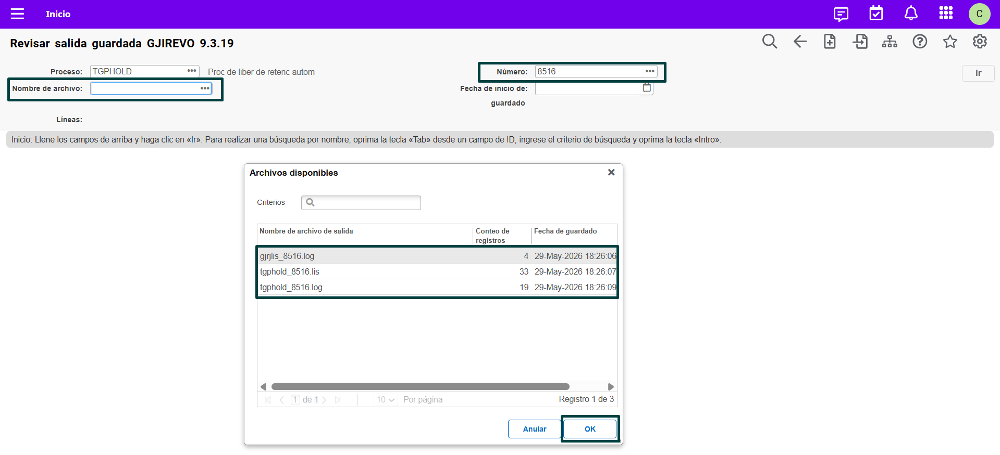 Inicio
C
Revisar salida guardada GJIREVO 9.3.19
Proceso: TGPHOLD ••• Proc de liber de retenc autom
Número: 8516 •••
Ir
Nombre de archivo: •••
Fecha de inicio de:
guardado
Líneas:
Inicio: Llene los campos de arriba y haga clic en «Ir». Para realizar una búsqueda por nombre, oprima la tecla «Tab» desde un campo de ID, ingrese el criterio de búsqueda y oprima la tecla «Intro».
Archivos disponibles
Criterios
Nombre de archivo de salida
Conteo de
registros
Fecha de guardado
gjrjlis_8516.log 4 29-May-2026 18:26:06
tgphold_8516.lis 33 29-May-2026 18:26:07
tgphold_8516.log 19 29-May-2026 18:26:09
1 de 1
10 Por página
Registro 1 de 3
Anular
OK